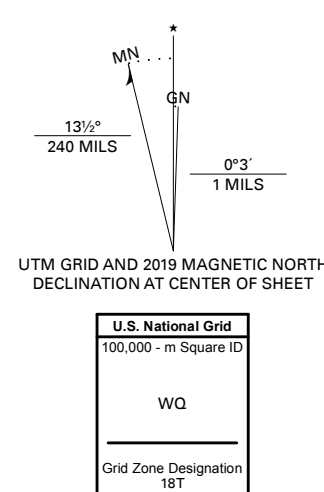 ★
MN
GN
13½°
240 MILS
0°3´
1 MILS
UTM GRID AND 2019 MAGNETIC NORTH
DECLINATION AT CENTER OF SHEET
U.S. National Grid
100,000 - m Square ID
WQ
Grid Zone Designation
18T